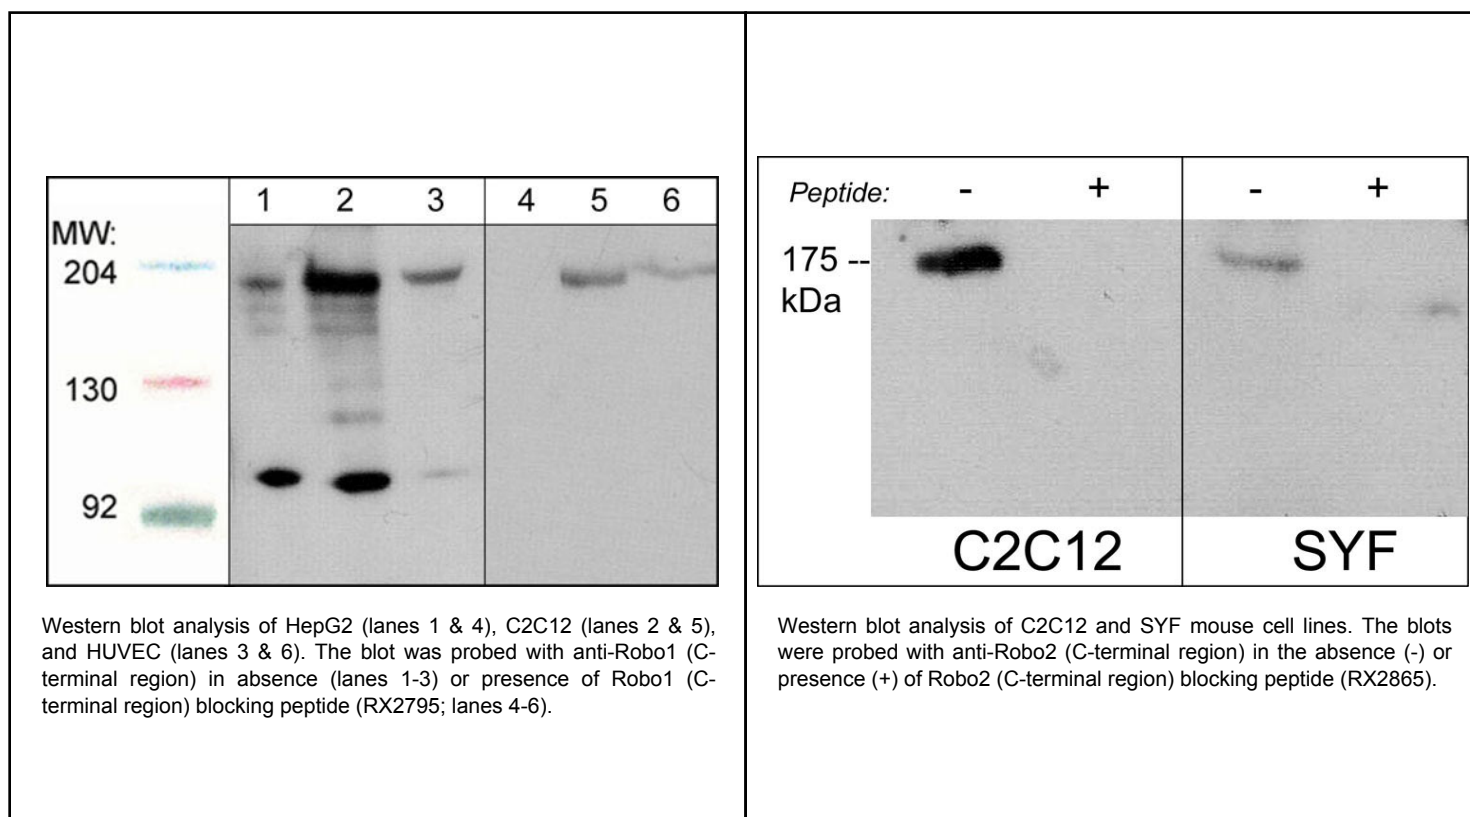 1 2 3 4 5 6
MW:
204
130
92
Western blot analysis of HepG2 (lanes 1 & 4), C2C12 (lanes 2 & 5),
and HUVEC (lanes 3 & 6). The blot was probed with anti-Robo1 (C-
terminal region) in absence (lanes 1-3) or presence of Robo1 (C-
terminal region) blocking peptide (RX2795; lanes 4-6).
Peptide: - + - +
175 --
kDa
C2C12 SYF
Western blot analysis of C2C12 and SYF mouse cell lines. The blots
were probed with anti-Robo2 (C-terminal region) in the absence (-) or
presence (+) of Robo2 (C-terminal region) blocking peptide (RX2865).